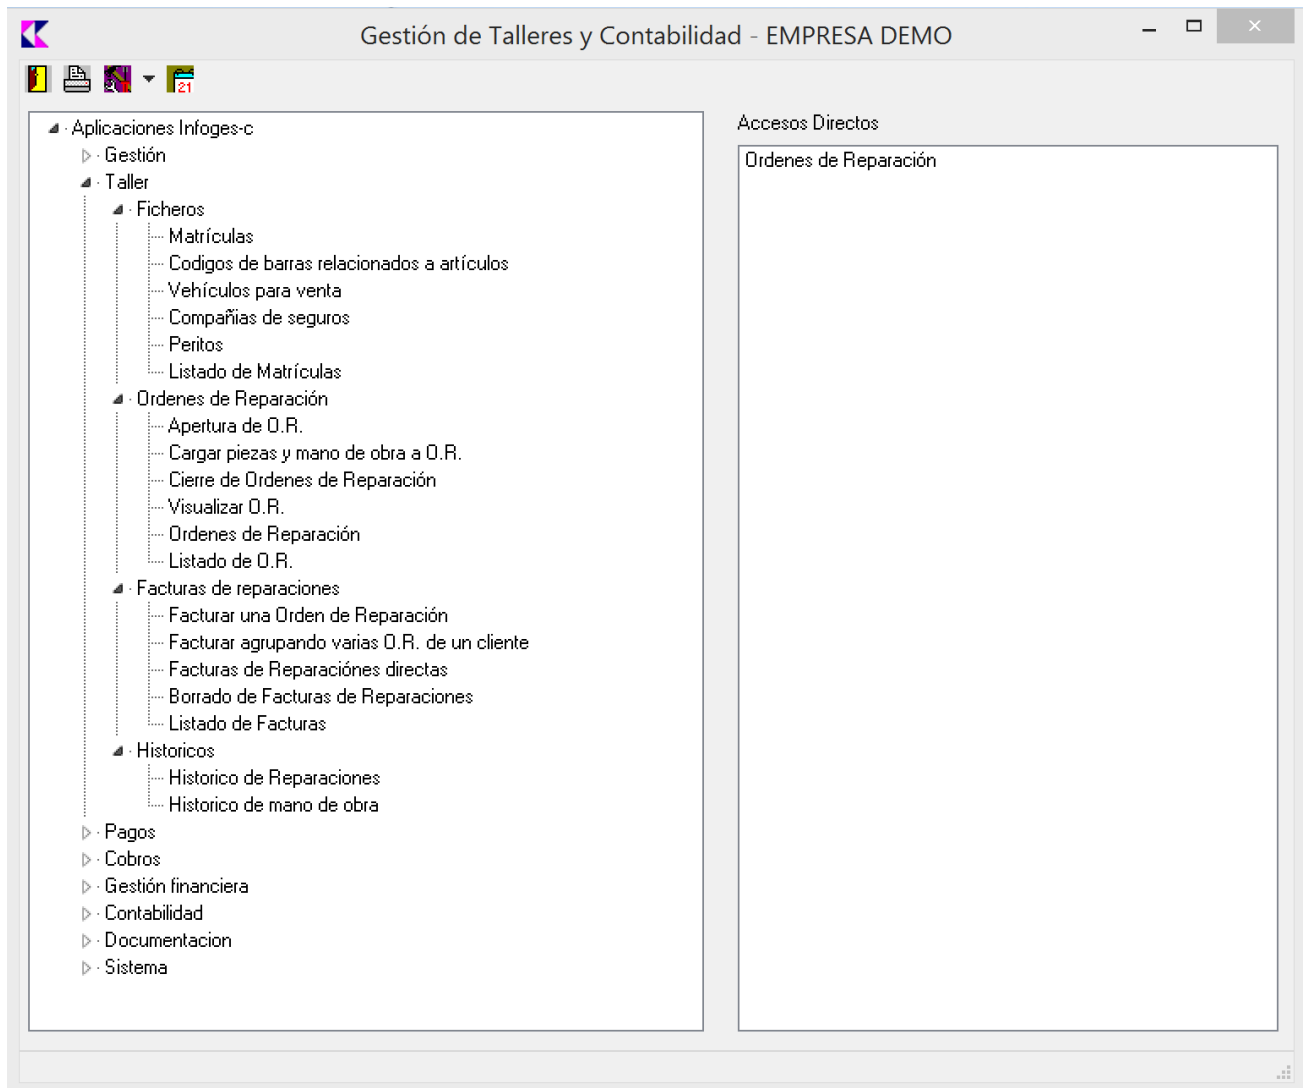 Gestión de Talleres y Contabilidad - EMPRESA DEMO
21
Aplicaciones Infoges-c
Gestión
Taller
Ficheros
Matrículas
Codigos de barras relacionados a artículos
Vehículos para venta
Compañias de seguros
Peritos
Listado de Matrículas
Ordenes de Reparación
Apertura de O.R.
Cargar piezas y mano de obra a O.R.
Cierre de Ordenes de Reparación
Visualizar O.R.
Ordenes de Reparación
Listado de O.R.
Facturas de reparaciones
Facturar una Orden de Reparación
Facturar agrupando varias O.R. de un cliente
Facturas de Reparaciónes directas
Borrado de Facturas de Reparaciones
Listado de Facturas
Historicos
Historico de Reparaciones
Historico de mano de obra
Pagos
Cobros
Gestión financiera
Contabilidad
Documentacion
Sistema
Accesos Directos
Ordenes de Reparación